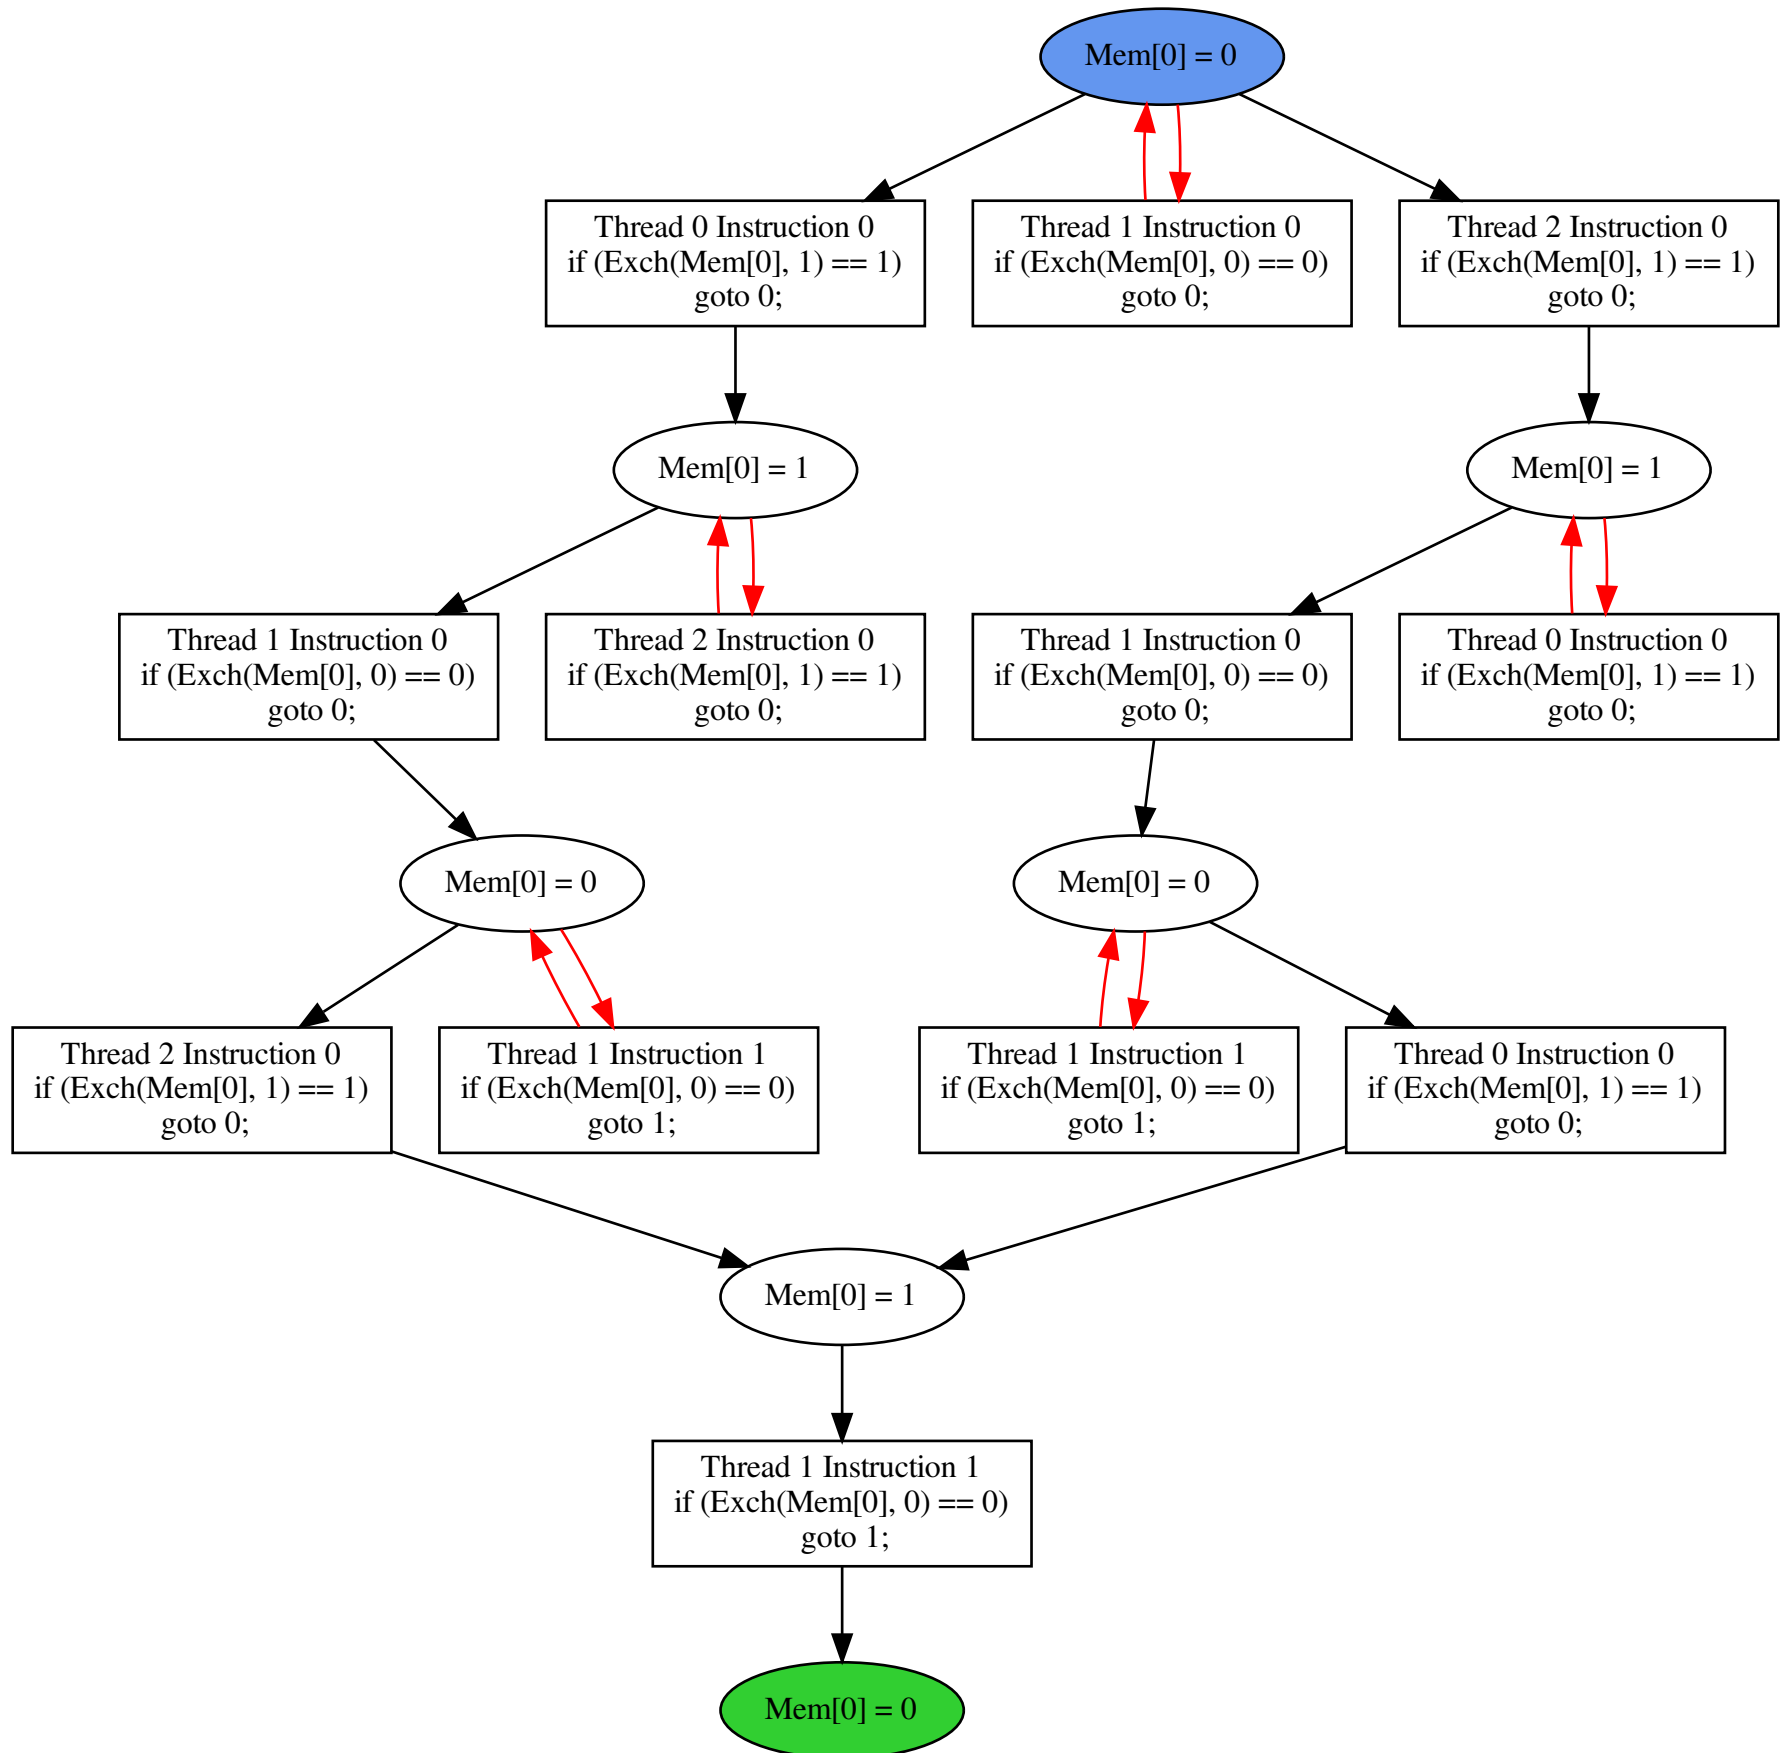 Mem[0] = 0
Thread 0 Instruction 0
if (Exch(Mem[0], 1) == 1)
goto 0;
Thread 1 Instruction 0
if (Exch(Mem[0], 0) == 0)
goto 0;
Thread 2 Instruction 0
if (Exch(Mem[0], 1) == 1)
goto 0;
Mem[0] = 1
Mem[0] = 1
Thread 1 Instruction 0
if (Exch(Mem[0], 0) == 0)
goto 0;
Thread 2 Instruction 0
if (Exch(Mem[0], 1) == 1)
goto 0;
Thread 1 Instruction 0
if (Exch(Mem[0], 0) == 0)
goto 0;
Thread 0 Instruction 0
if (Exch(Mem[0], 1) == 1)
goto 0;
Mem[0] = 0
Mem[0] = 0
Thread 2 Instruction 0
if (Exch(Mem[0], 1) == 1)
goto 0;
Thread 1 Instruction 1
if (Exch(Mem[0], 0) == 0)
goto 1;
Thread 1 Instruction 1
if (Exch(Mem[0], 0) == 0)
goto 1;
Thread 0 Instruction 0
if (Exch(Mem[0], 1) == 1)
goto 0;
Mem[0] = 1
Thread 1 Instruction 1
if (Exch(Mem[0], 0) == 0)
goto 1;
Mem[0] = 0